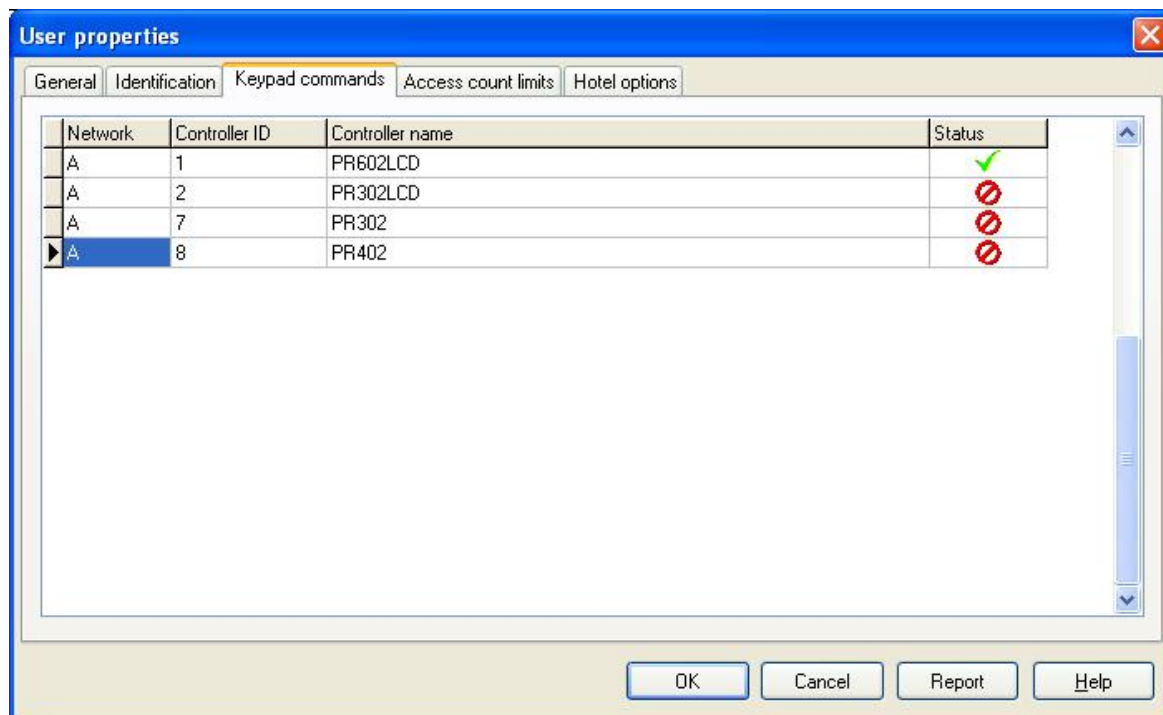 User properties
General Identification Keypad commands Access count limits Hotel options
Network Controller ID Controller name Status
A 1 PR602LCD
A 2 PR302LCD
A 7 PR302
A 8 PR402
OK Cancel Report Help